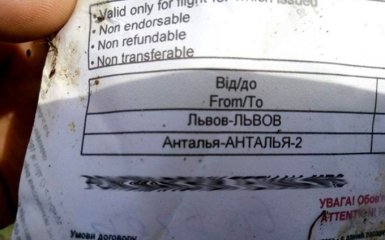 • Valid only for flight for which issued
• Non endorsable
• Non refundable
• Non transferable
Від/до
From/To
Львов-ЛЬВОВ
Анталья-АНТАЛЬЯ-2
УВАГА! Обов'я
ATTENTION!
Умови договору